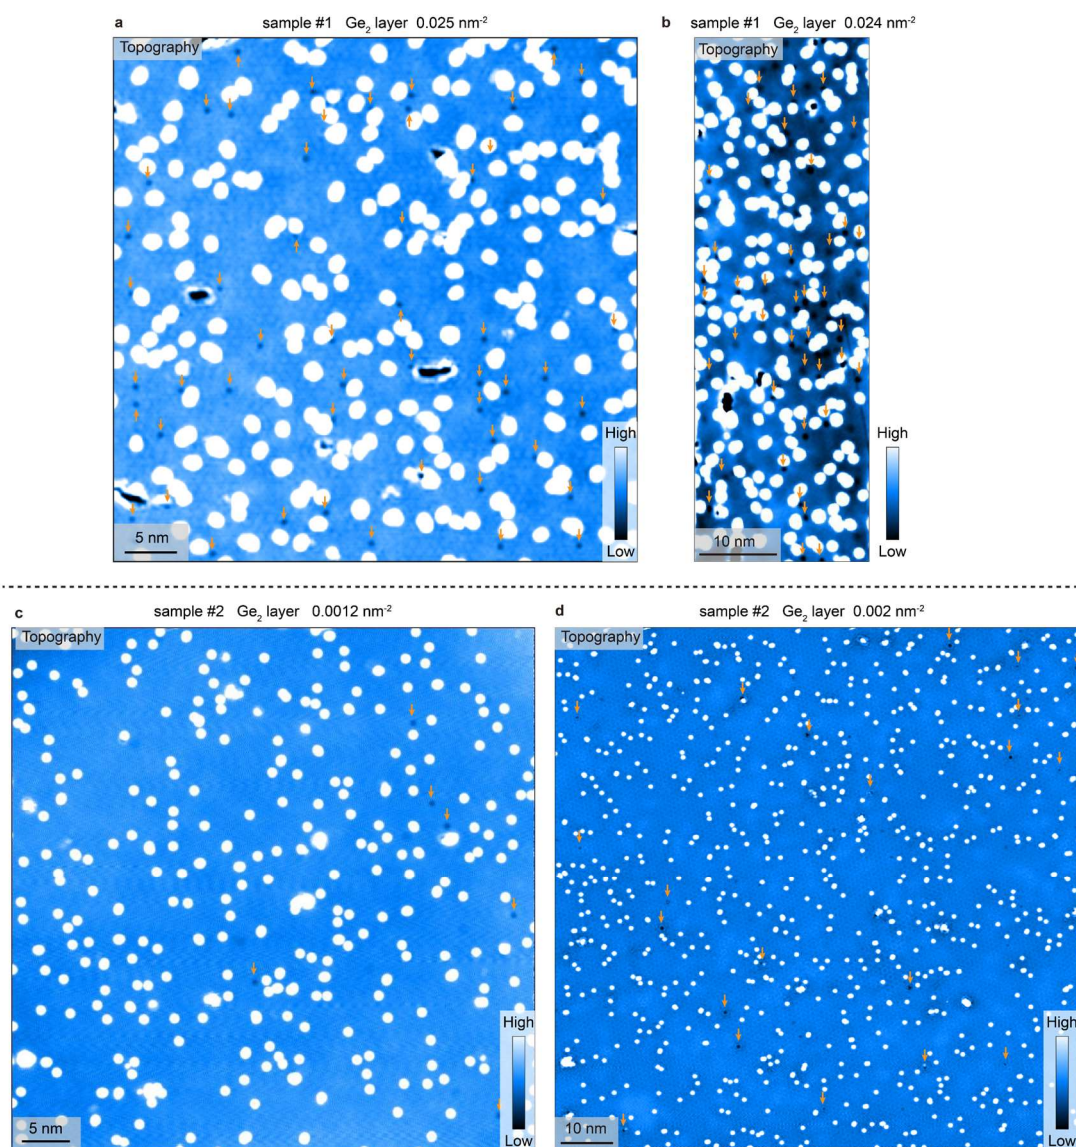 a sample #1 Ge₂ layer 0.025 nm⁻²
Topography
High
Low
5 nm
b sample #1 Ge₂ layer 0.024 nm⁻²
Topography
High
Low
10 nm
c sample #2 Ge₂ layer 0.0012 nm⁻²
Topography
High
Low
5 nm
d sample #2 Ge₂ layer 0.002 nm⁻²
Topography
High
Low
10 nm